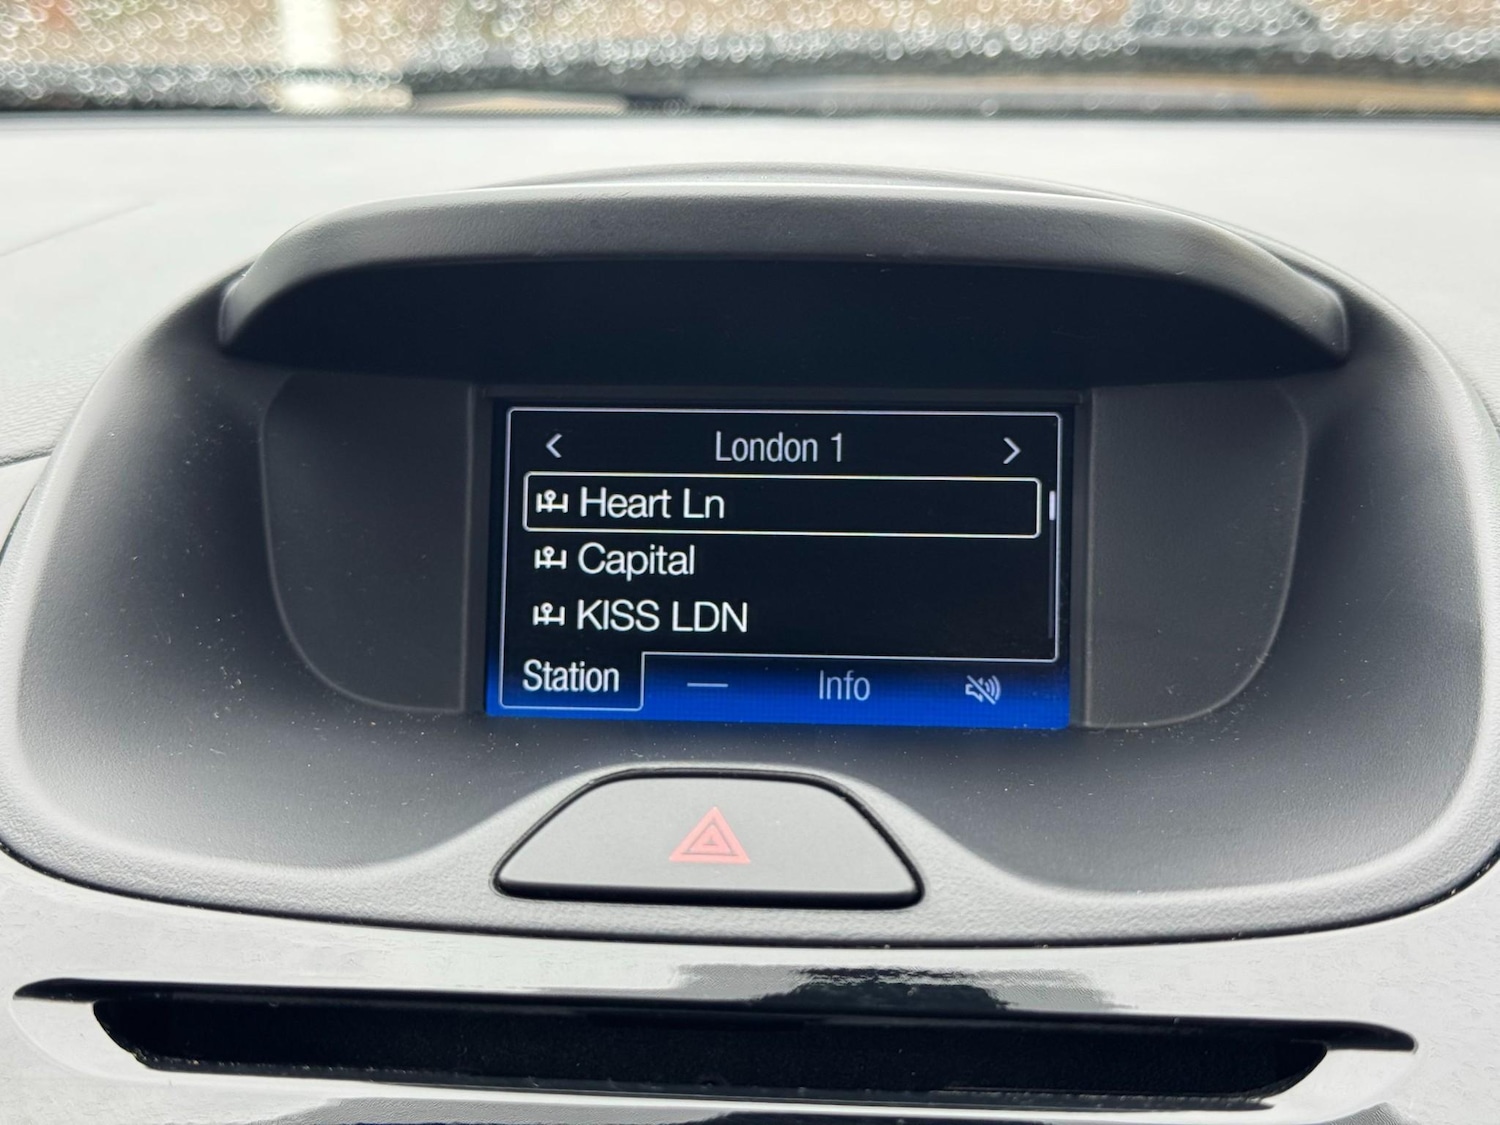 London 1
Heart Ln
Capital
KISS LDN
Station
Info